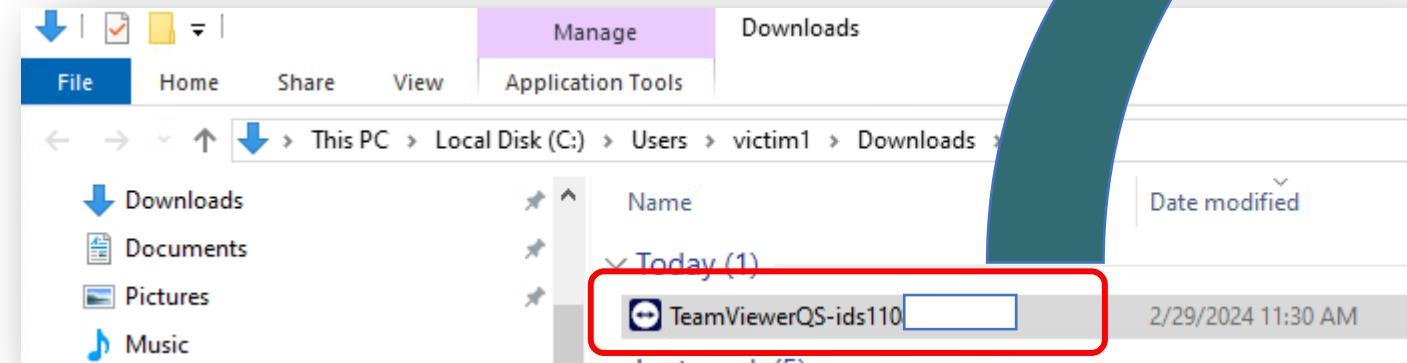 Manage
Downloads
File Home Share View Application Tools
This PC > Local Disk (C:) > Users > victim1 > Downloads >
Downloads
Documents
Pictures
Music
Name Date modified
Today (1)
TeamViewerQS-ids110 2/29/2024 11:30 AM